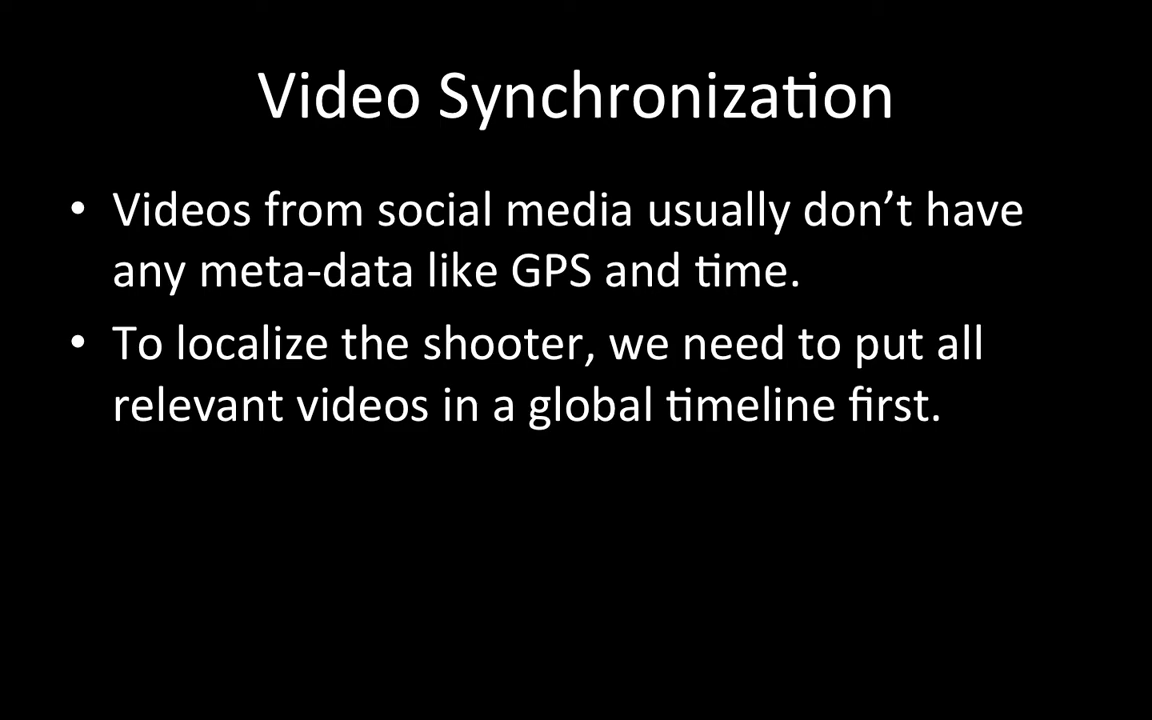 Video Synchronization
• Videos from social media usually don’t have
any meta-data like GPS and time.
• To localize the shooter, we need to put all
relevant videos in a global timeline first.